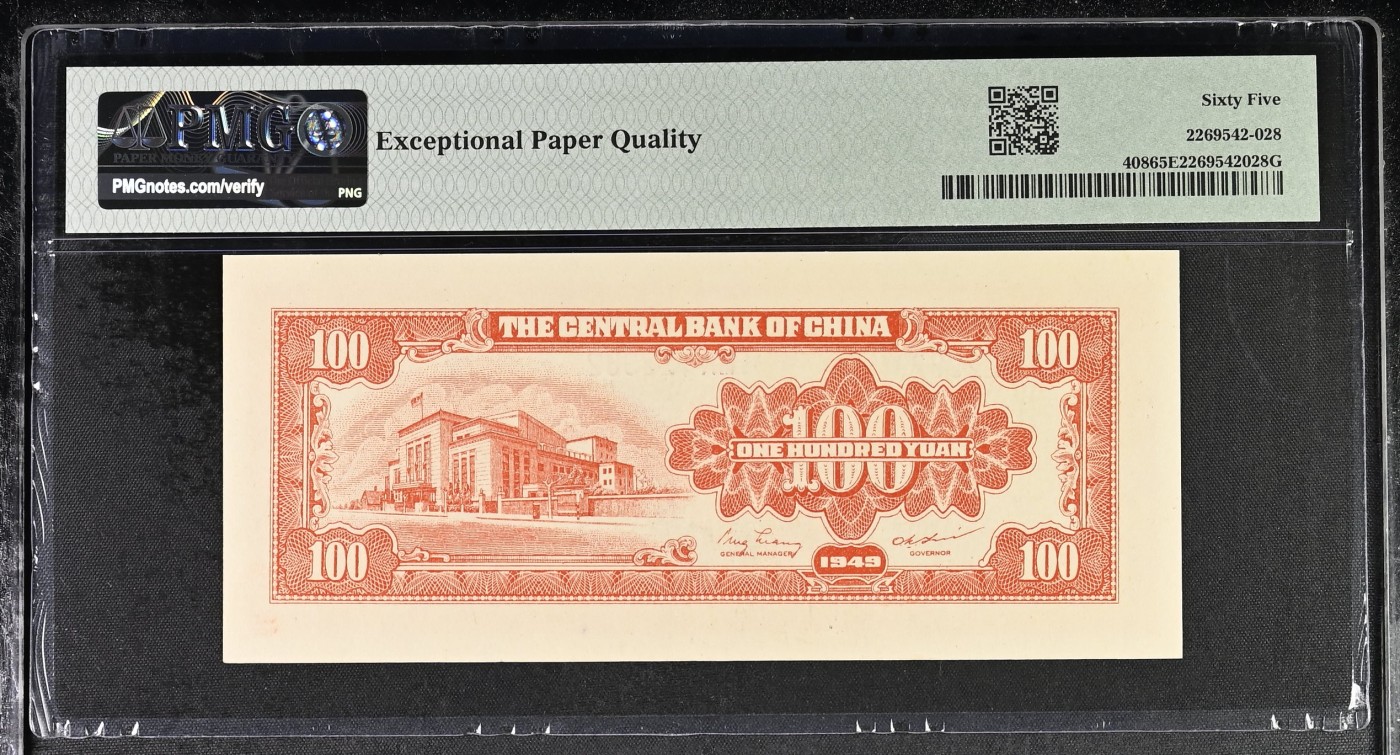 PMG
PAPER MONEY GUARA
PMGnotes.com/verify
PNG
Exceptional Paper Quality
Sixty Five
2269542-028
40865E2269542028G
THE CENTRAL BANK OF CHINA
100
100
100
ONE HUNDRED YUAN
GENERAL MANAGER
GOVERNOR
100
1949
100